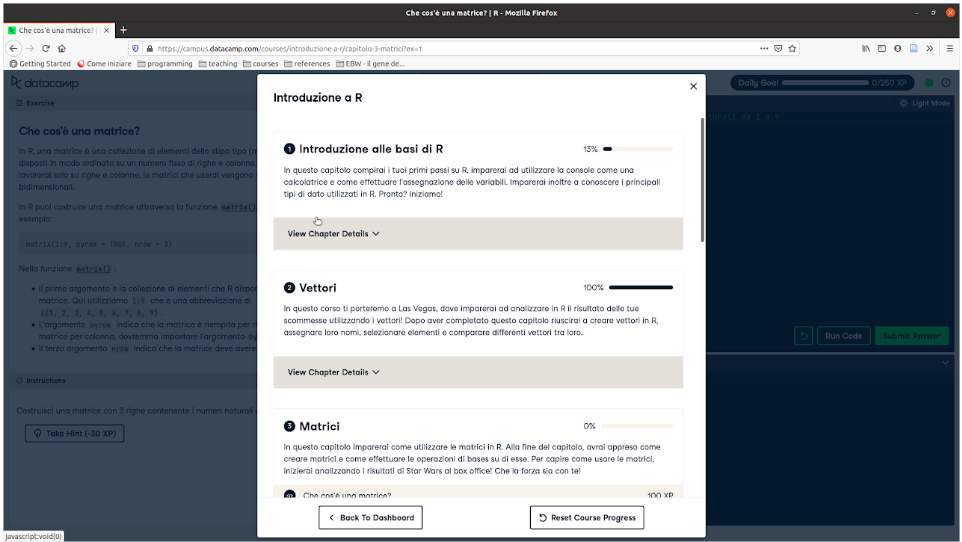 Che cos'è una matrice? | R - Mozilla Firefox
Che cos'è una matrice? |
https://campus.datacamp.com/courses/introduzione-a-r/capitolo-3-matrici?ex=1
Getting Started
Come iniziare
programming
teaching
courses
references
EBW - il gene de...
datacamp
Daily Goal
0/250 XP
Exercise
Light Mode
Che cos'è una matrice?
In R, una matrice è una collezione di elementi dello stesso tipo
disposti in modo ordinato su un numero fisso di righe e colonne.
lavorerai solo su righe e colonne, le matrici che userai vengono
bidimensionali.
In R puoi costruire una matrice attraverso la funzione matrix()
esempio:
matrix(1:9, byrow = TRUE, nrow = 3)
Nella funzione matrix() :
Il primo argomento è la collezione di elementi che R
matrice. Qui utilizziamo 1:9 che è una abbreviazione di
c(1, 2, 3, 4, 5, 6, 7, 8, 9) .
L'argomento byrow indica che la matrice è riempita per
matrice per colonna, dovremmo impostare l'argomento
Il terzo argomento nrow indica che la matrice deve avere
Instructions
Costruisci una matrice con 3 righe contenente i numeri naturali
Take Hint (-30 XP)
da 1 a 9
Run Code
Submit Answer
Introduzione a R
1 Introduzione alle basi di R
13%
In questo capitolo compirai i tuoi primi passi su R, imparerai ad utilizzare la console come una
calcolatrice e come effettuare l'assegnazione delle variabili. Imparerai inoltre a conoscere i principali
tipi di dato utilizzati in R. Pronto? Iniziamo!
View Chapter Details
2 Vettori
100%
In questo corso ti porteremo a Las Vegas, dove imparerai ad analizzare in R il risultato delle tue
scommesse utilizzando i vettori! Dopo aver completato questo capitolo riuscirai a creare vettori in R,
assegnare loro nomi, selezionare elementi e comparare differenti vettori tra loro.
View Chapter Details
3 Matrici
0%
In questo capitolo imparerai come utilizzare le matrici in R. Alla fine del capitolo, avrai appreso come
creare matrici e come effettuare le operazioni di bases su di esse. Per capire come usare le matrici,
inizierai analizzando i risultati di Star Wars al box office! Che la forza sia con te!
Che cos'è una matrice?
100 XP
Back To Dashboard
Reset Course Progress
javascript:void(0)